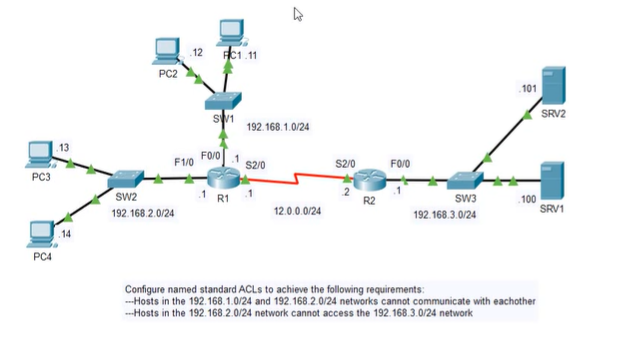 .12
PC1 .11
PC2
.101
SRV2
SW1
192.168.1.0/24
.13
PC3
F1/0
F0/0
.1
S2/0
S2/0
F0/0
SW2
.1
R1
.1
.2
R2
.1
SW3
.100
SRV1
192.168.2.0/24
12.0.0.0/24
192.168.3.0/24
.14
PC4
Configure named standard ACLs to achieve the following requirements:
---Hosts in the 192.168.1.0/24 and 192.168.2.0/24 networks cannot communicate with eachother
---Hosts in the 192.168.2.0/24 network cannot access the 192.168.3.0/24 network